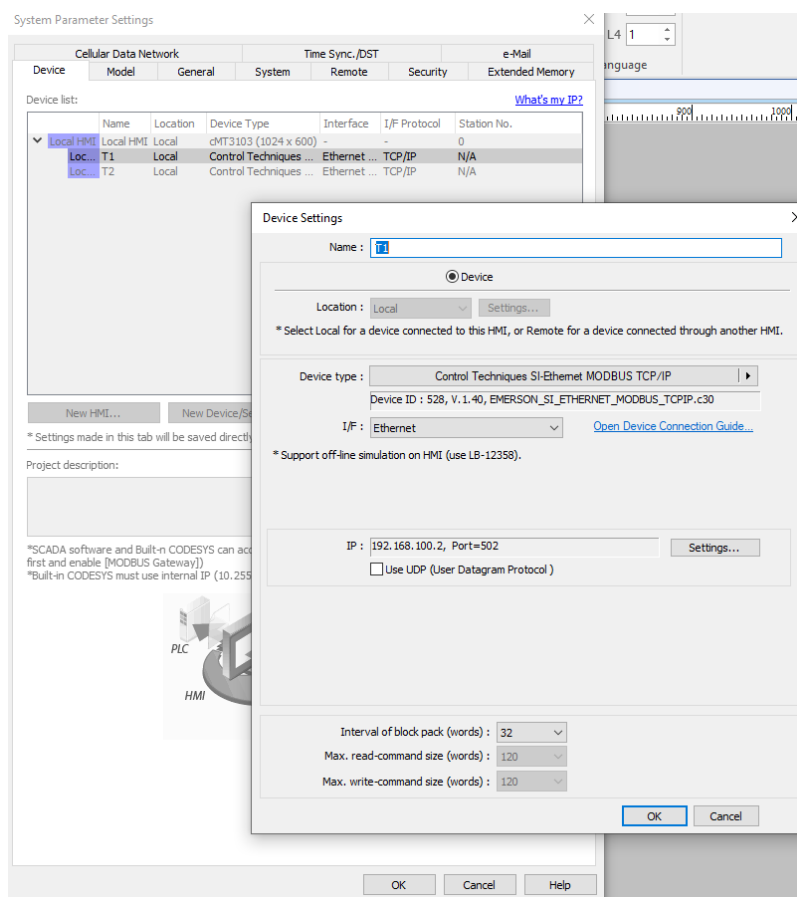 System Parameter Settings
L4 1
anguage
Cellular Data Network Time Sync./DST e-Mail
Device Model General System Remote Security Extended Memory
Device list: What's my IP?
Name Location Device Type Interface I/F Protocol Station No.
Local HMI Local HMI Local cMT3103 (1024 x 600) - - 0
Loc... T1 Local Control Techniques ... Ethernet ... TCP/IP N/A
Loc... T2 Local Control Techniques ... Ethernet ... TCP/IP N/A
900 1000
New HMI... New Device/Se
* Settings made in this tab will be saved directly
Project description:
*SCADA software and Built-n CODESYS can acc
first and enable [MODBUS Gateway])
*Built-in CODESYS must use internal IP (10.255
PLC
HMI
OK Cancel Help
Device Settings
Name : T1
Device
Location : Local Settings...
* Select Local for a device connected to this HMI, or Remote for a device connected through another HMI.
Device type : Control Techniques SI-Ethernet MODBUS TCP/IP
Device ID : 528, V.1.40, EMERSON_SI_ETHERNET_MODBUS_TCPIP.c30
I/F : Ethernet Open Device Connection Guide...
* Support off-line simulation on HMI (use LB-12358).
IP : 192.168.100.2, Port=502 Settings...
Use UDP (User Datagram Protocol )
Interval of block pack (words) : 32
Max. read-command size (words) : 120
Max. write-command size (words) : 120
OK Cancel